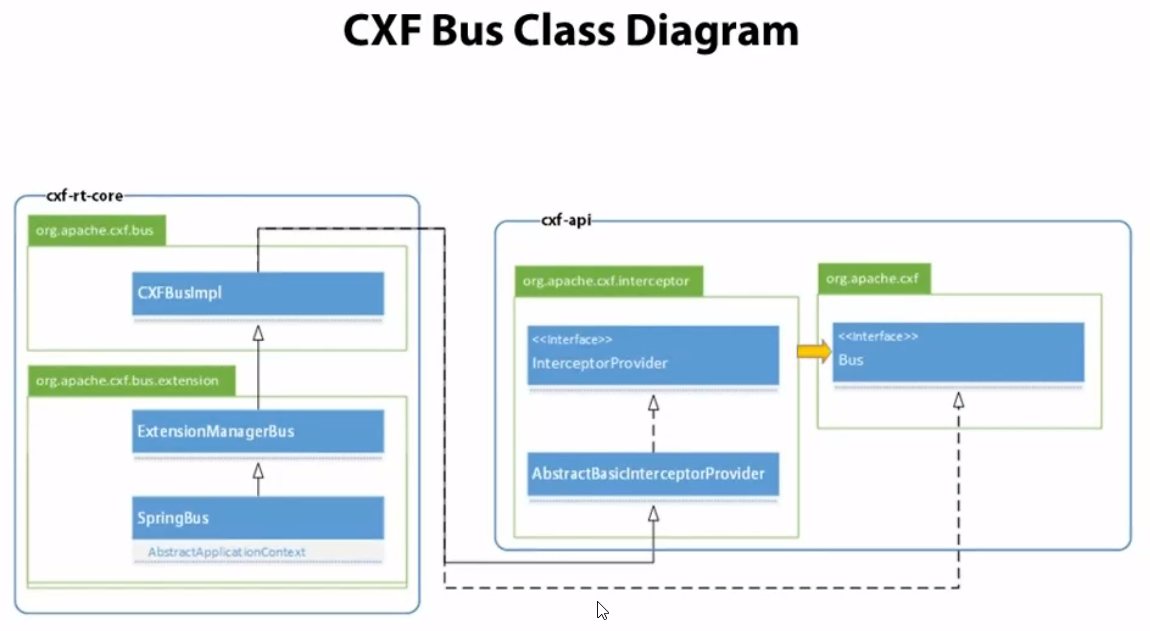 CXF Bus Class Diagram
cxf-rt-core
org.apache.cxf.bus
CXFBusImpl
org.apache.cxf.bus.extension
ExtensionManagerBus
SpringBus
AbstractApplicationContext
cxf-api
org.apache.cxf.interceptor
<<Interface>>
InterceptorProvider
AbstractBasicInterceptorProvider
org.apache.cxf
<<Interface>>
Bus